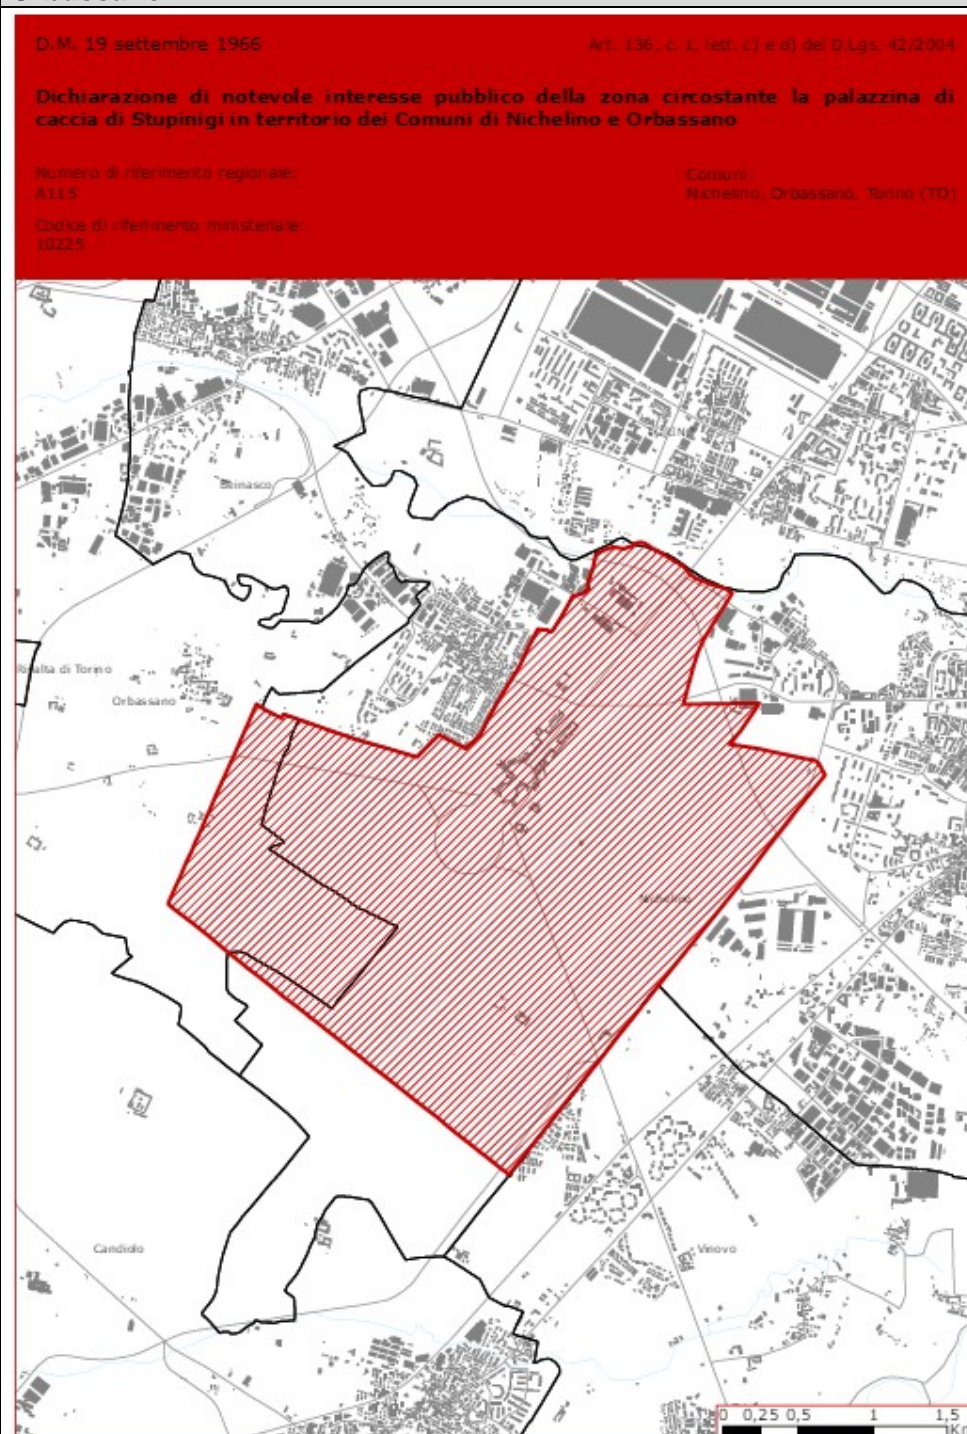 D.M. 19 settembre 1966
Art. 136, c. 1, lett. c) e d) del D.Lgs. 42/2004
Dichiarazione di notevole interesse pubblico della zona circostante la palazzina di
caccia di Stupinigi in territorio dei Comuni di Nichelino e Orbassano
Numero di riferimento regionale:
A115
Comuni:
Nichelino, Orbassano, Torino (TO)
Codice di riferimento ministeriale:
10225
Beinasco
Rivalta di Torino
Orbassano
Nichelino
Candiolo
Vinovo
0 0,25 0,5 1 1,5